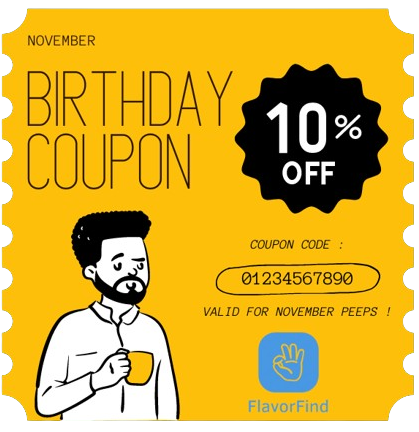 NOVEMBER
BIRTHDAY
COUPON
10%
OFF
COUPON CODE :
01234567890
VALID FOR NOVEMBER PEEPS !
FlavorFind